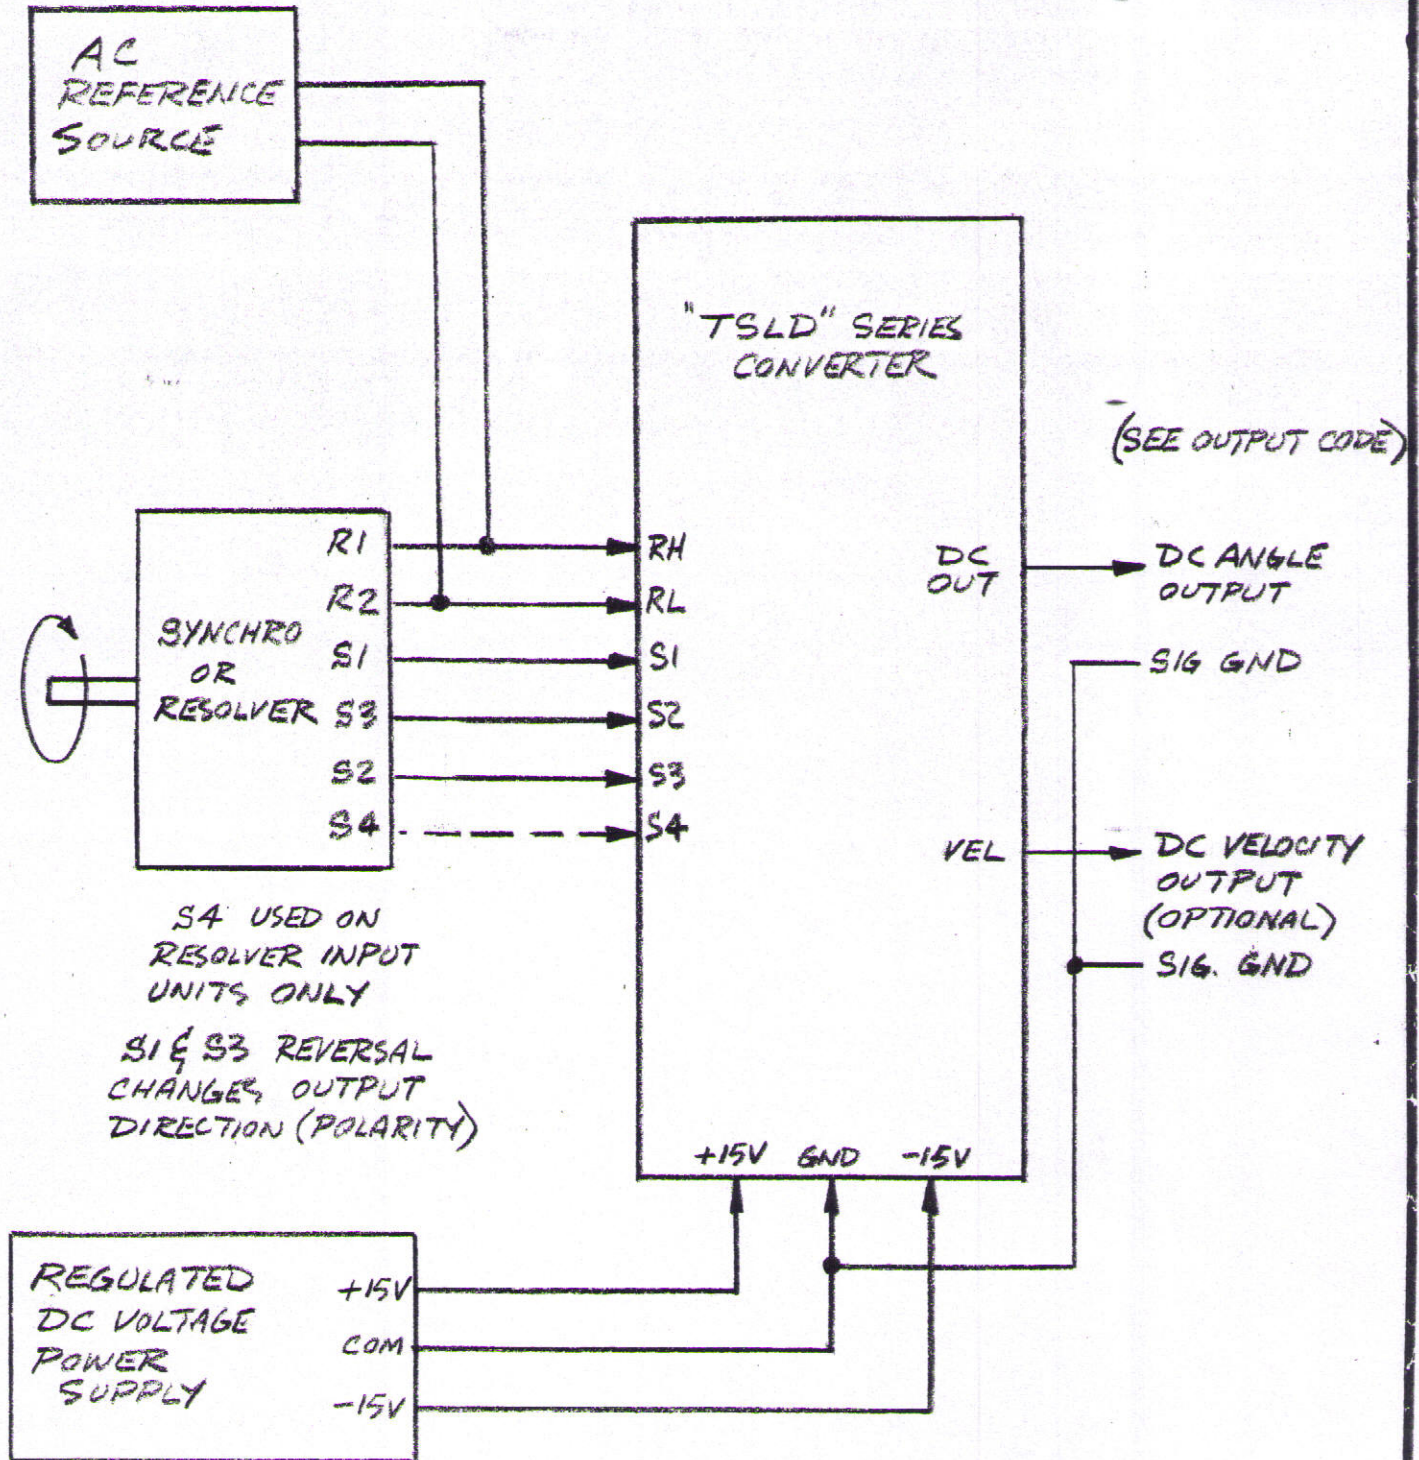 AC
REFERENCE
SOURCE
"TSLD" SERIES
CONVERTER
(SEE OUTPUT CODE)
R1
R2
S1
S3
S2
S4
SYNCHRO
OR
RESOLVER
RH
RL
S1
S2
S3
S4
DC
OUT
DC ANGLE
OUTPUT
SIG GND
VEL
DC VELOCITY
OUTPUT
(OPTIONAL)
SIG. GND
S4 USED ON
RESOLVER INPUT
UNITS ONLY
S1 & S3 REVERSAL
CHANGES OUTPUT
DIRECTION (POLARITY)
+15V GND -15V
REGULATED
DC VOLTAGE
POWER
SUPPLY
+15V
COM
-15V